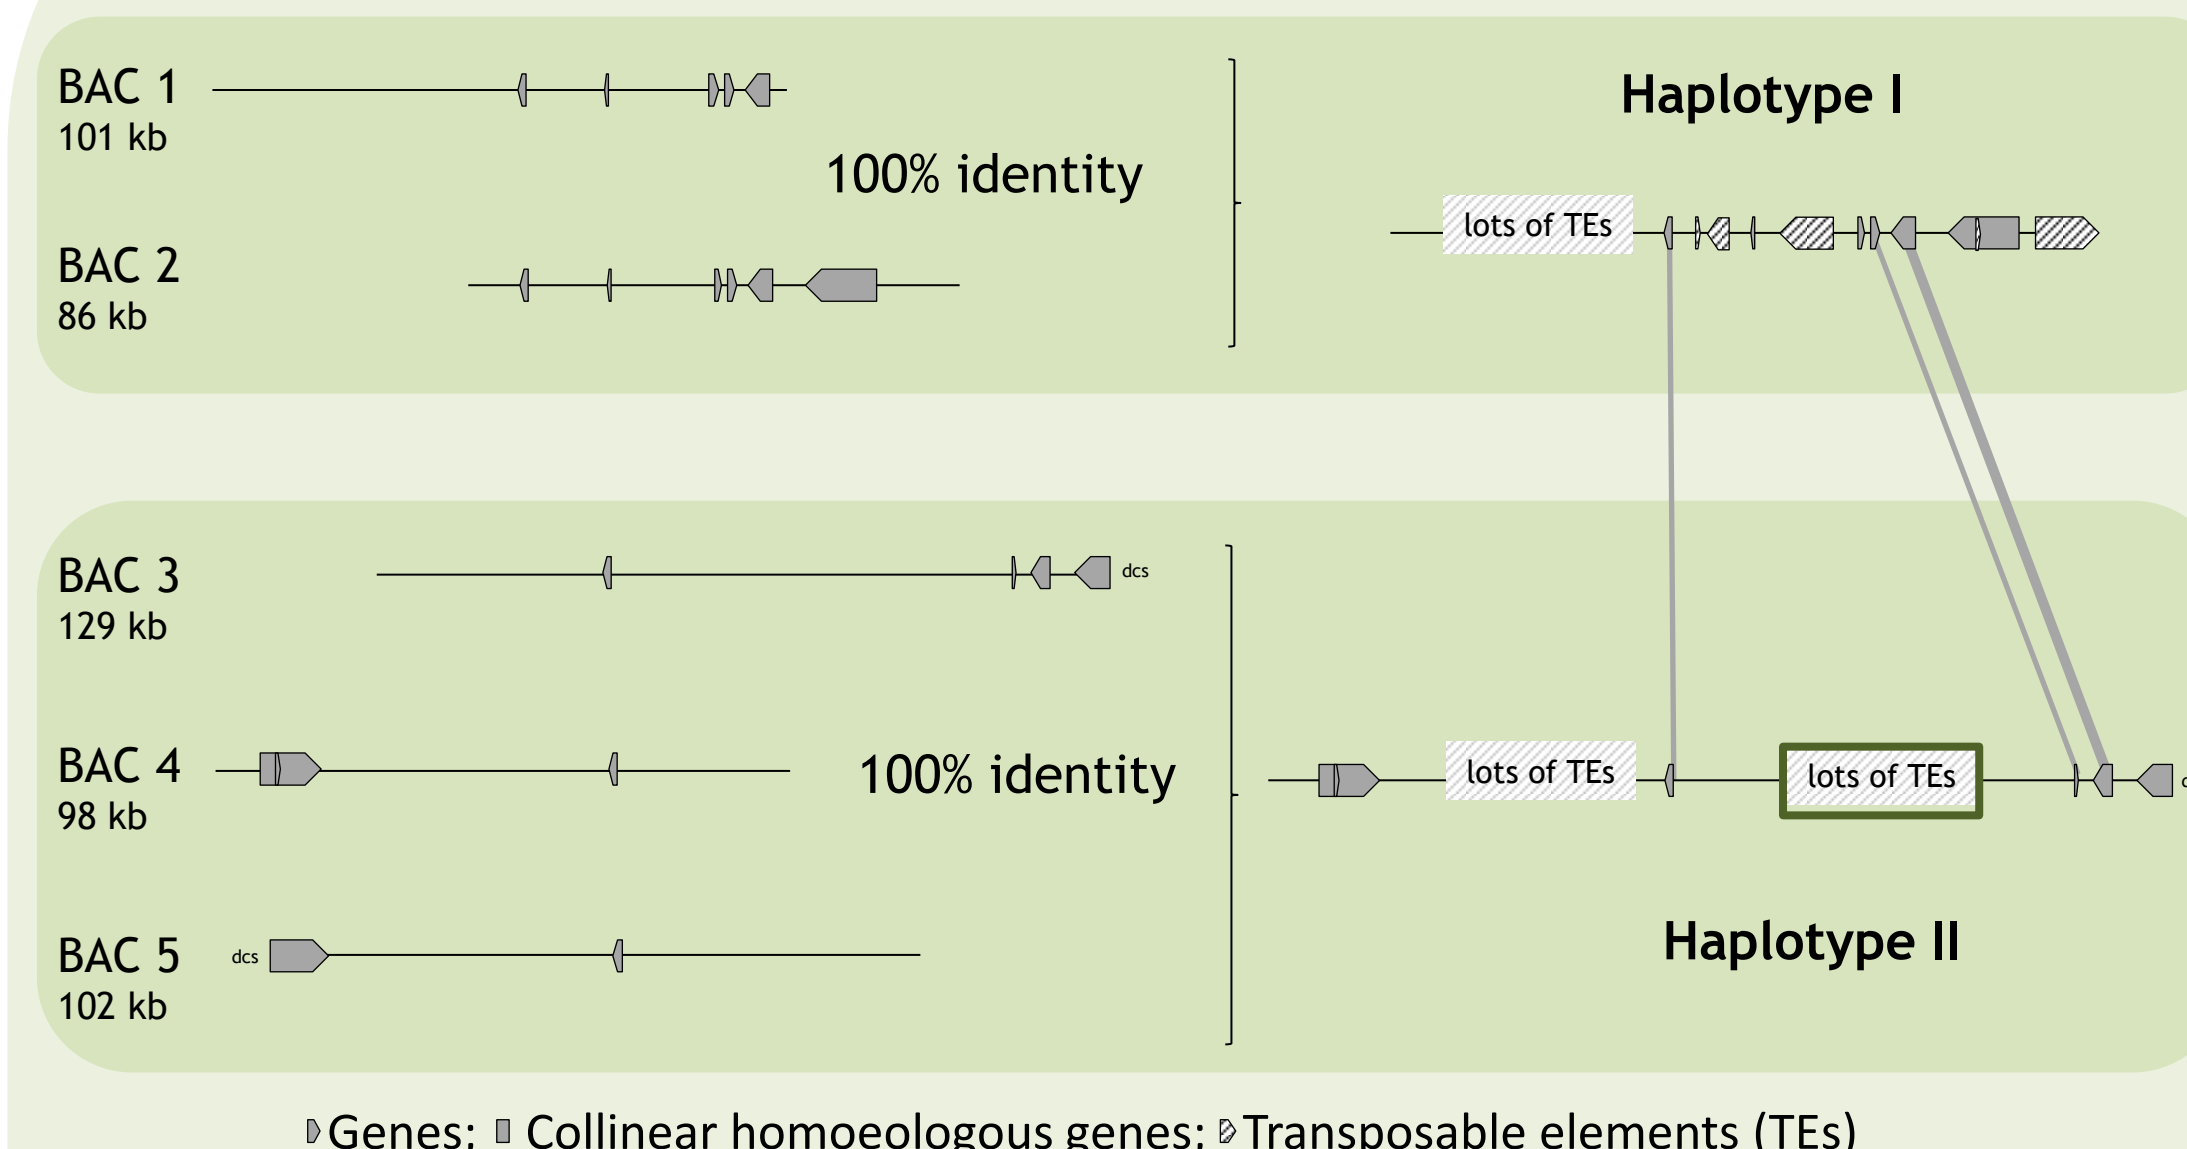 BAC 1
101 kb
100% identity
BAC 2
86 kb
Haplotype I
lots of TEs
BAC 3
129 kb
dcs
BAC 4
98 kb
100% identity
lots of TEs
lots of TEs
BAC 5
102 kb
dcs
Haplotype II
Genes; Collinear homoeologous genes; Transposable elements (TEs)